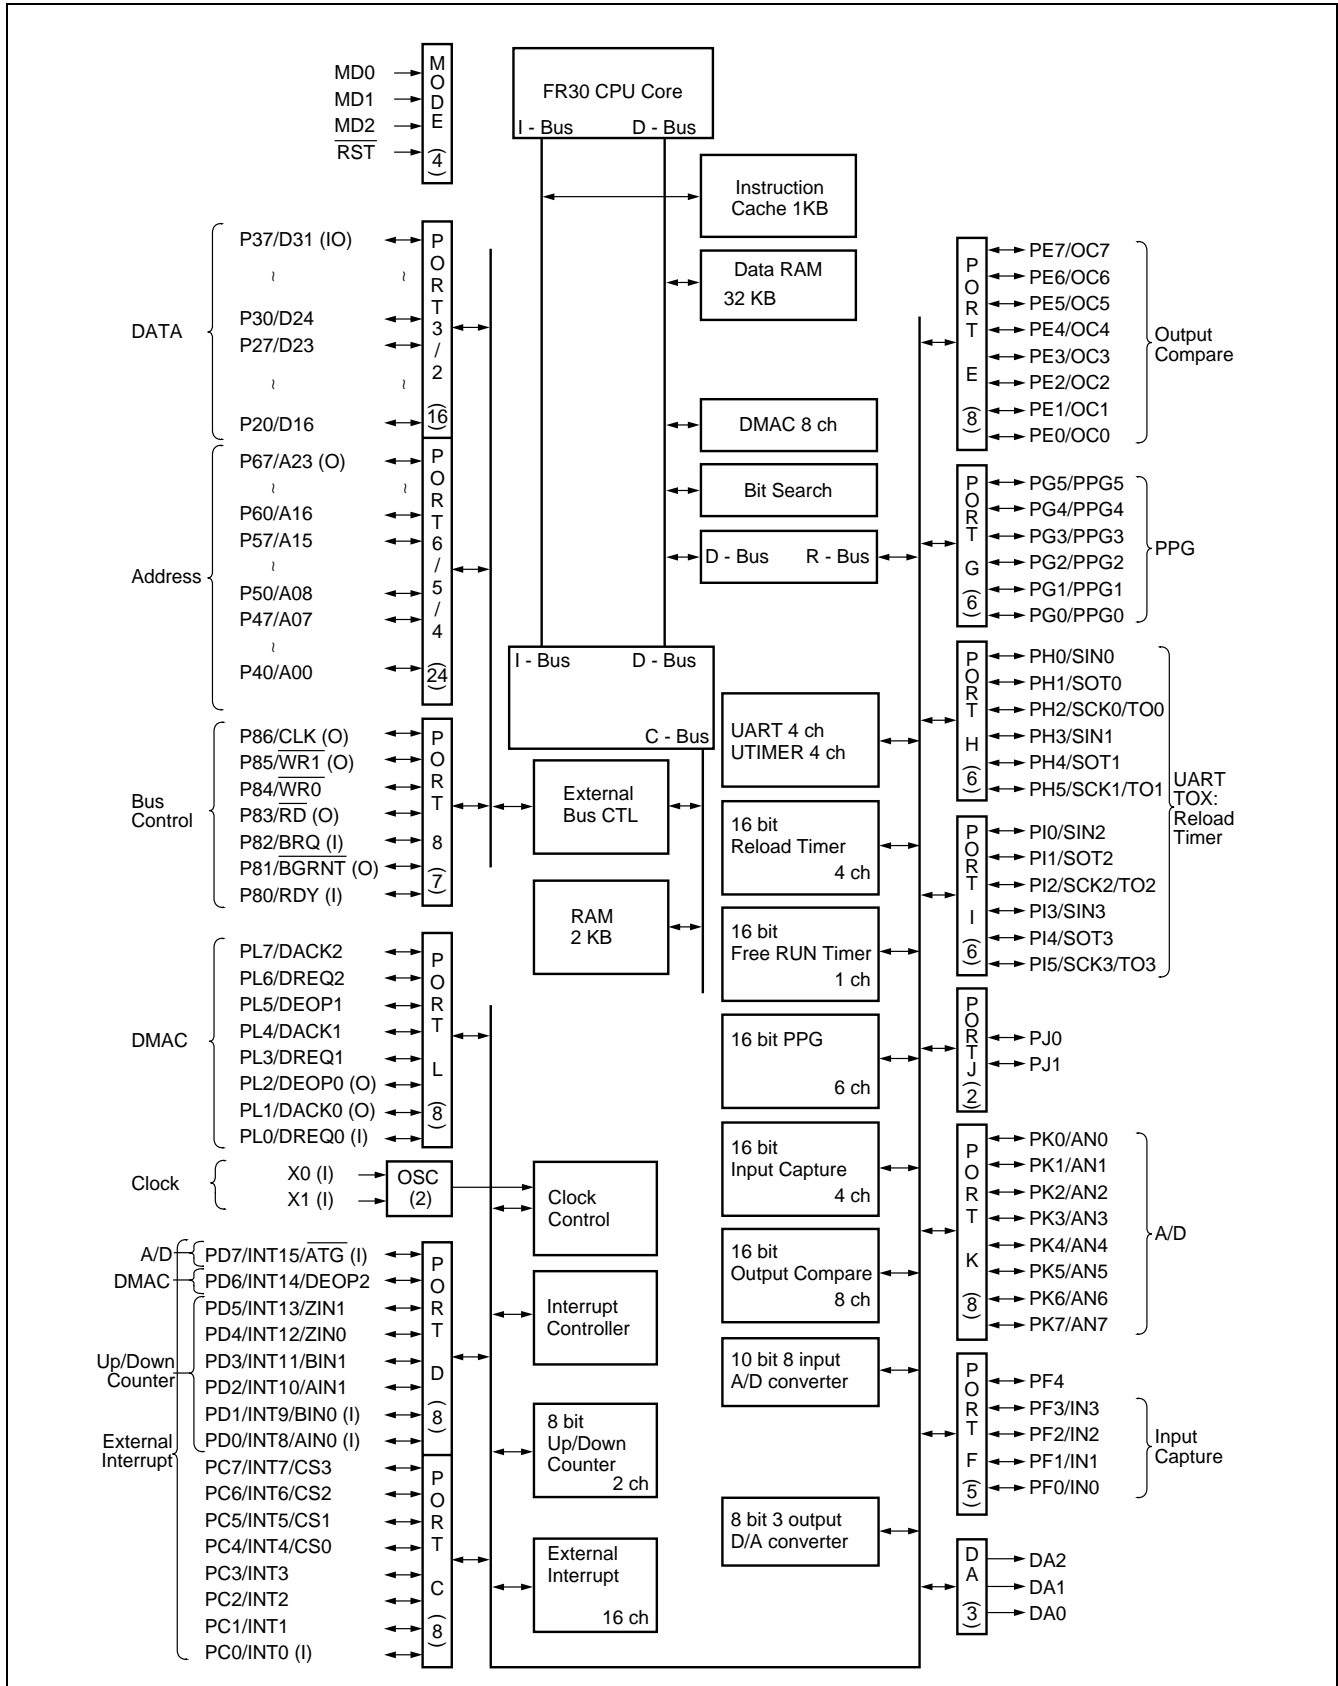 MD0
MD1
MD2
RST
MODE (4)
FR30 CPU Core
I - Bus D - Bus
Instruction
Cache 1KB
Data RAM
32 KB
DMAC 8 ch
Bit Search
D - Bus R - Bus
I - Bus D - Bus
C - Bus
External
Bus CTL
RAM
2 KB
DATA
P37/D31 (IO)
~ ~
P30/D24
P27/D23
~ ~
P20/D16
PORT3/2 (16)
Address
P67/A23 (O)
~ ~
P60/A16
P57/A15
~
P50/A08
P47/A07
~
P40/A00
PORT6/5/4 (24)
Bus
Control
P86/CLK (O)
P85/WR1 (O)
P84/WR0
P83/RD (O)
P82/BRQ (I)
P81/BGRNT (O)
P80/RDY (I)
PORT 8 (7)
DMAC
PL7/DACK2
PL6/DREQ2
PL5/DEOP1
PL4/DACK1
PL3/DREQ1
PL2/DEOP0 (O)
PL1/DACK0 (O)
PL0/DREQ0 (I)
PORT L (8)
Clock
X0 (I)
X1 (I)
OSC
(2)
Clock
Control
A/D
PD7/INT15/ATG (I)
DMAC
PD6/INT14/DEOP2
PD5/INT13/ZIN1
PD4/INT12/ZIN0
PD3/INT11/BIN1
PD2/INT10/AIN1
PD1/INT9/BIN0 (I)
PD0/INT8/AIN0 (I)
Up/Down
Counter
PORT D (8)
External
Interrupt
PC7/INT7/CS3
PC6/INT6/CS2
PC5/INT5/CS1
PC4/INT4/CS0
PC3/INT3
PC2/INT2
PC1/INT1
PC0/INT0 (I)
PORT C (8)
Interrupt
Controller
8 bit
Up/Down
Counter
2 ch
External
Interrupt
16 ch
UART 4 ch
UTIMER 4 ch
16 bit
Reload Timer
4 ch
16 bit
Free RUN Timer
1 ch
16 bit PPG
6 ch
16 bit
Input Capture
4 ch
16 bit
Output Compare
8 ch
10 bit 8 input
A/D converter
8 bit 3 output
D/A converter
PORT E (8)
PE7/OC7
PE6/OC6
PE5/OC5
PE4/OC4
PE3/OC3
PE2/OC2
PE1/OC1
PE0/OC0
Output
Compare
PORT G (6)
PG5/PPG5
PG4/PPG4
PG3/PPG3
PG2/PPG2
PG1/PPG1
PG0/PPG0
PPG
PORT H (6)
PH0/SIN0
PH1/SOT0
PH2/SCK0/TO0
PH3/SIN1
PH4/SOT1
PH5/SCK1/TO1
UART
TOX:
Reload
Timer
PORT I (6)
PI0/SIN2
PI1/SOT2
PI2/SCK2/TO2
PI3/SIN3
PI4/SOT3
PI5/SCK3/TO3
PORTJ (2)
PJ0
PJ1
PORT K (8)
PK0/AN0
PK1/AN1
PK2/AN2
PK3/AN3
PK4/AN4
PK5/AN5
PK6/AN6
PK7/AN7
A/D
PORT F (5)
PF4
PF3/IN3
PF2/IN2
PF1/IN1
PF0/IN0
Input
Capture
DA (3)
DA2
DA1
DA0